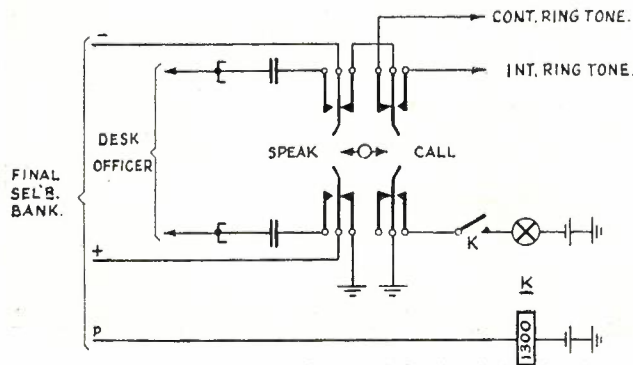 CONT. RING TONE.
INT. RING TONE.
−
DESK
OFFICER
SPEAK
CALL
FINAL
SEL'R.
BANK.
+
K
K
P
1300